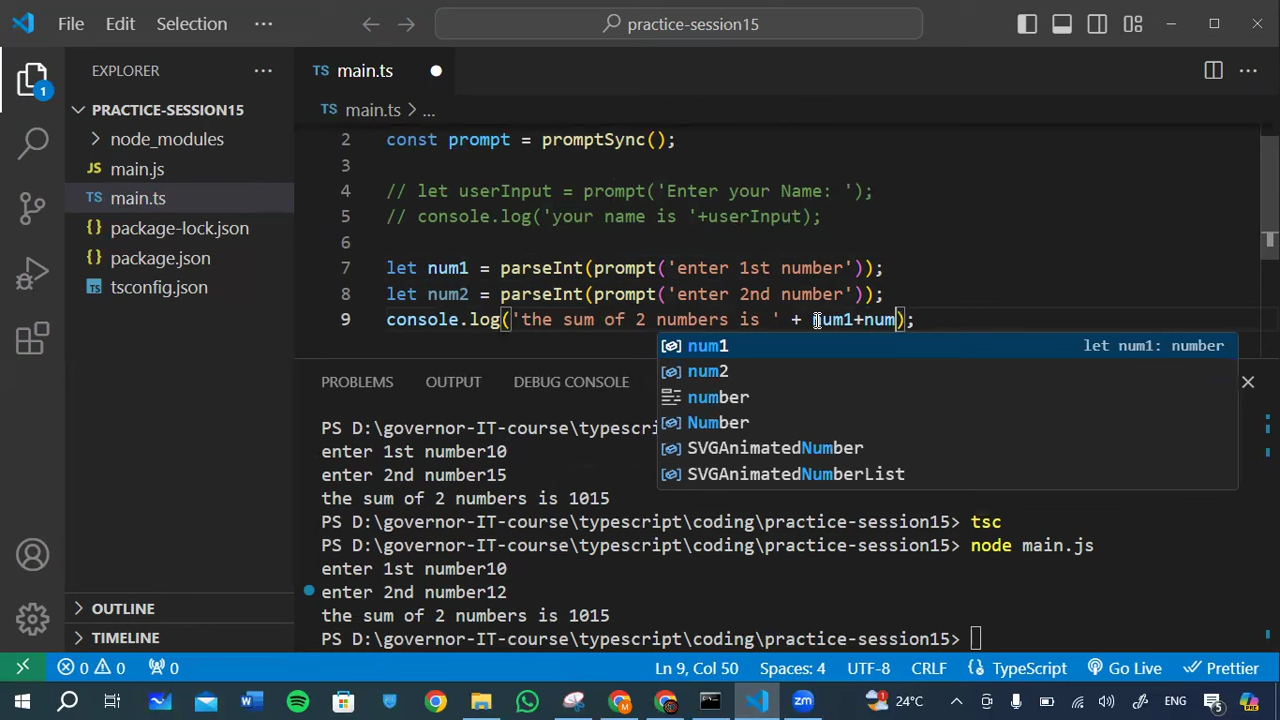 File Edit Selection ··· practice-session15
EXPLORER ···
TS main.ts
PRACTICE-SESSION15
node_modules
JS main.js
TS main.ts
{} package-lock.json
{} package.json
tsconfig.json
OUTLINE
TIMELINE
1
TS main.ts > ...
2 const prompt = promptSync();
3
4 // let userInput = prompt('Enter your Name: ');
5 // console.log('your name is '+userInput);
6
7 let num1 = parseInt(prompt('enter 1st number'));
8 let num2 = parseInt(prompt('enter 2nd number'));
9 console.log('the sum of 2 numbers is ' + num1+num);
num1 let num1: number
num2
number
Number
SVGAnimatedNumber
SVGAnimatedNumberList
PROBLEMS OUTPUT DEBUG CONSOLE
PS D:\governor-IT-course\typesc
enter 1st number10
enter 2nd number15
the sum of 2 numbers is 1015
PS D:\governor-IT-course\typescript\coding\practice-session15> tsc
PS D:\governor-IT-course\typescript\coding\practice-session15> node main.js
enter 1st number10
enter 2nd number12
the sum of 2 numbers is 1015
PS D:\governor-IT-course\typescript\coding\practice-session15>
0 0 0 Ln 9, Col 50 Spaces: 4 UTF-8 CRLF {} TypeScript Go Live Prettier
W M zm 24°C ENG 5